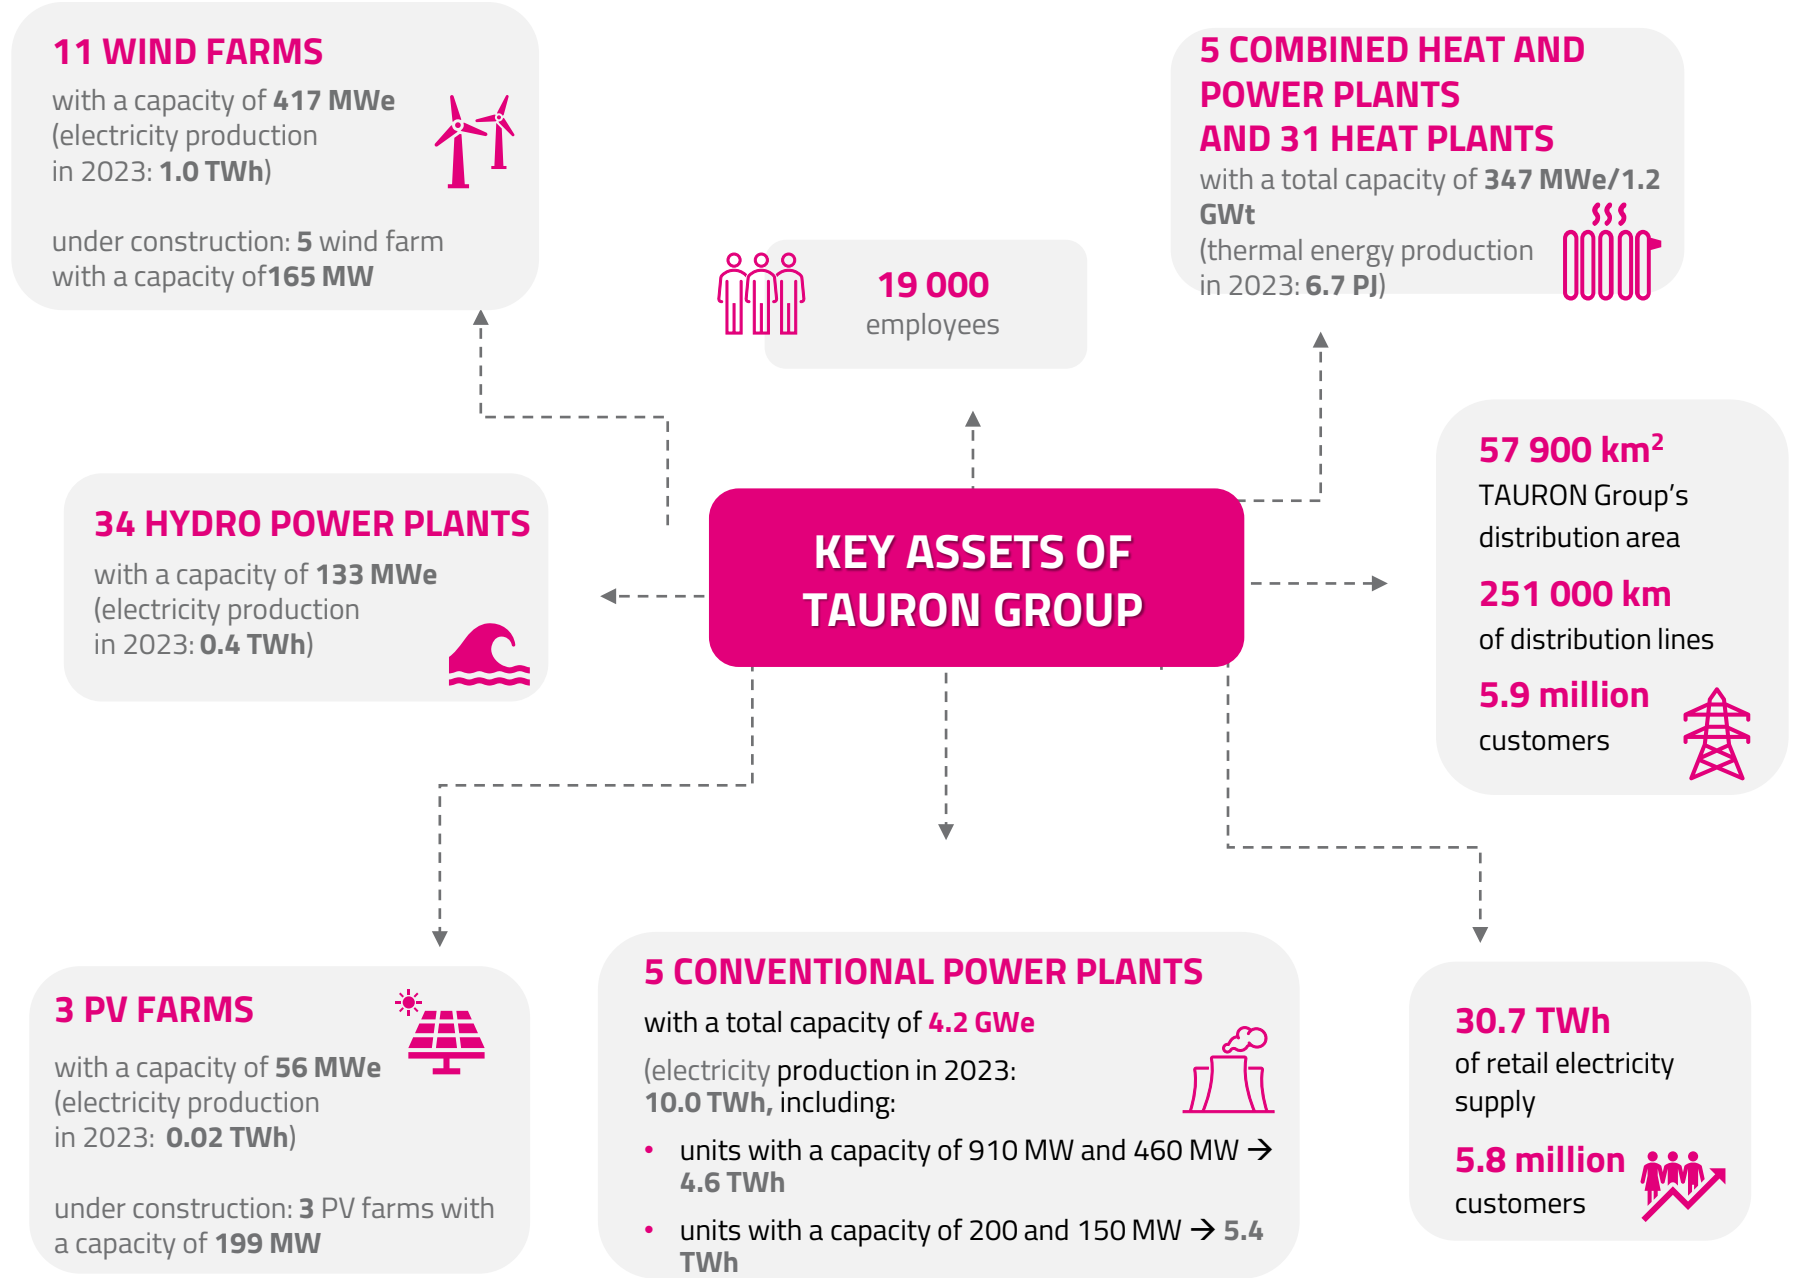 11 WIND FARMS
with a capacity of 417 MWe
(electricity production
in 2023: 1.0 TWh)
under construction: 5 wind farm
with a capacity of165 MW
19 000
employees
5 COMBINED HEAT AND
POWER PLANTS
AND 31 HEAT PLANTS
with a total capacity of 347 MWe/1.2
GWt
(thermal energy production
in 2023: 6.7 PJ)
34 HYDRO POWER PLANTS
with a capacity of 133 MWe
(electricity production
in 2023: 0.4 TWh)
KEY ASSETS OF
TAURON GROUP
57 900 km²
TAURON Group's
distribution area
251 000 km
of distribution lines
5.9 million
customers
3 PV FARMS
with a capacity of 56 MWe
(electricity production
in 2023: 0.02 TWh)
under construction: 3 PV farms with
a capacity of 199 MW
5 CONVENTIONAL POWER PLANTS
with a total capacity of 4.2 GWe
(electricity production in 2023:
10.0 TWh, including:
• units with a capacity of 910 MW and 460 MW →
4.6 TWh
• units with a capacity of 200 and 150 MW → 5.4
TWh
30.7 TWh
of retail electricity
supply
5.8 million
customers